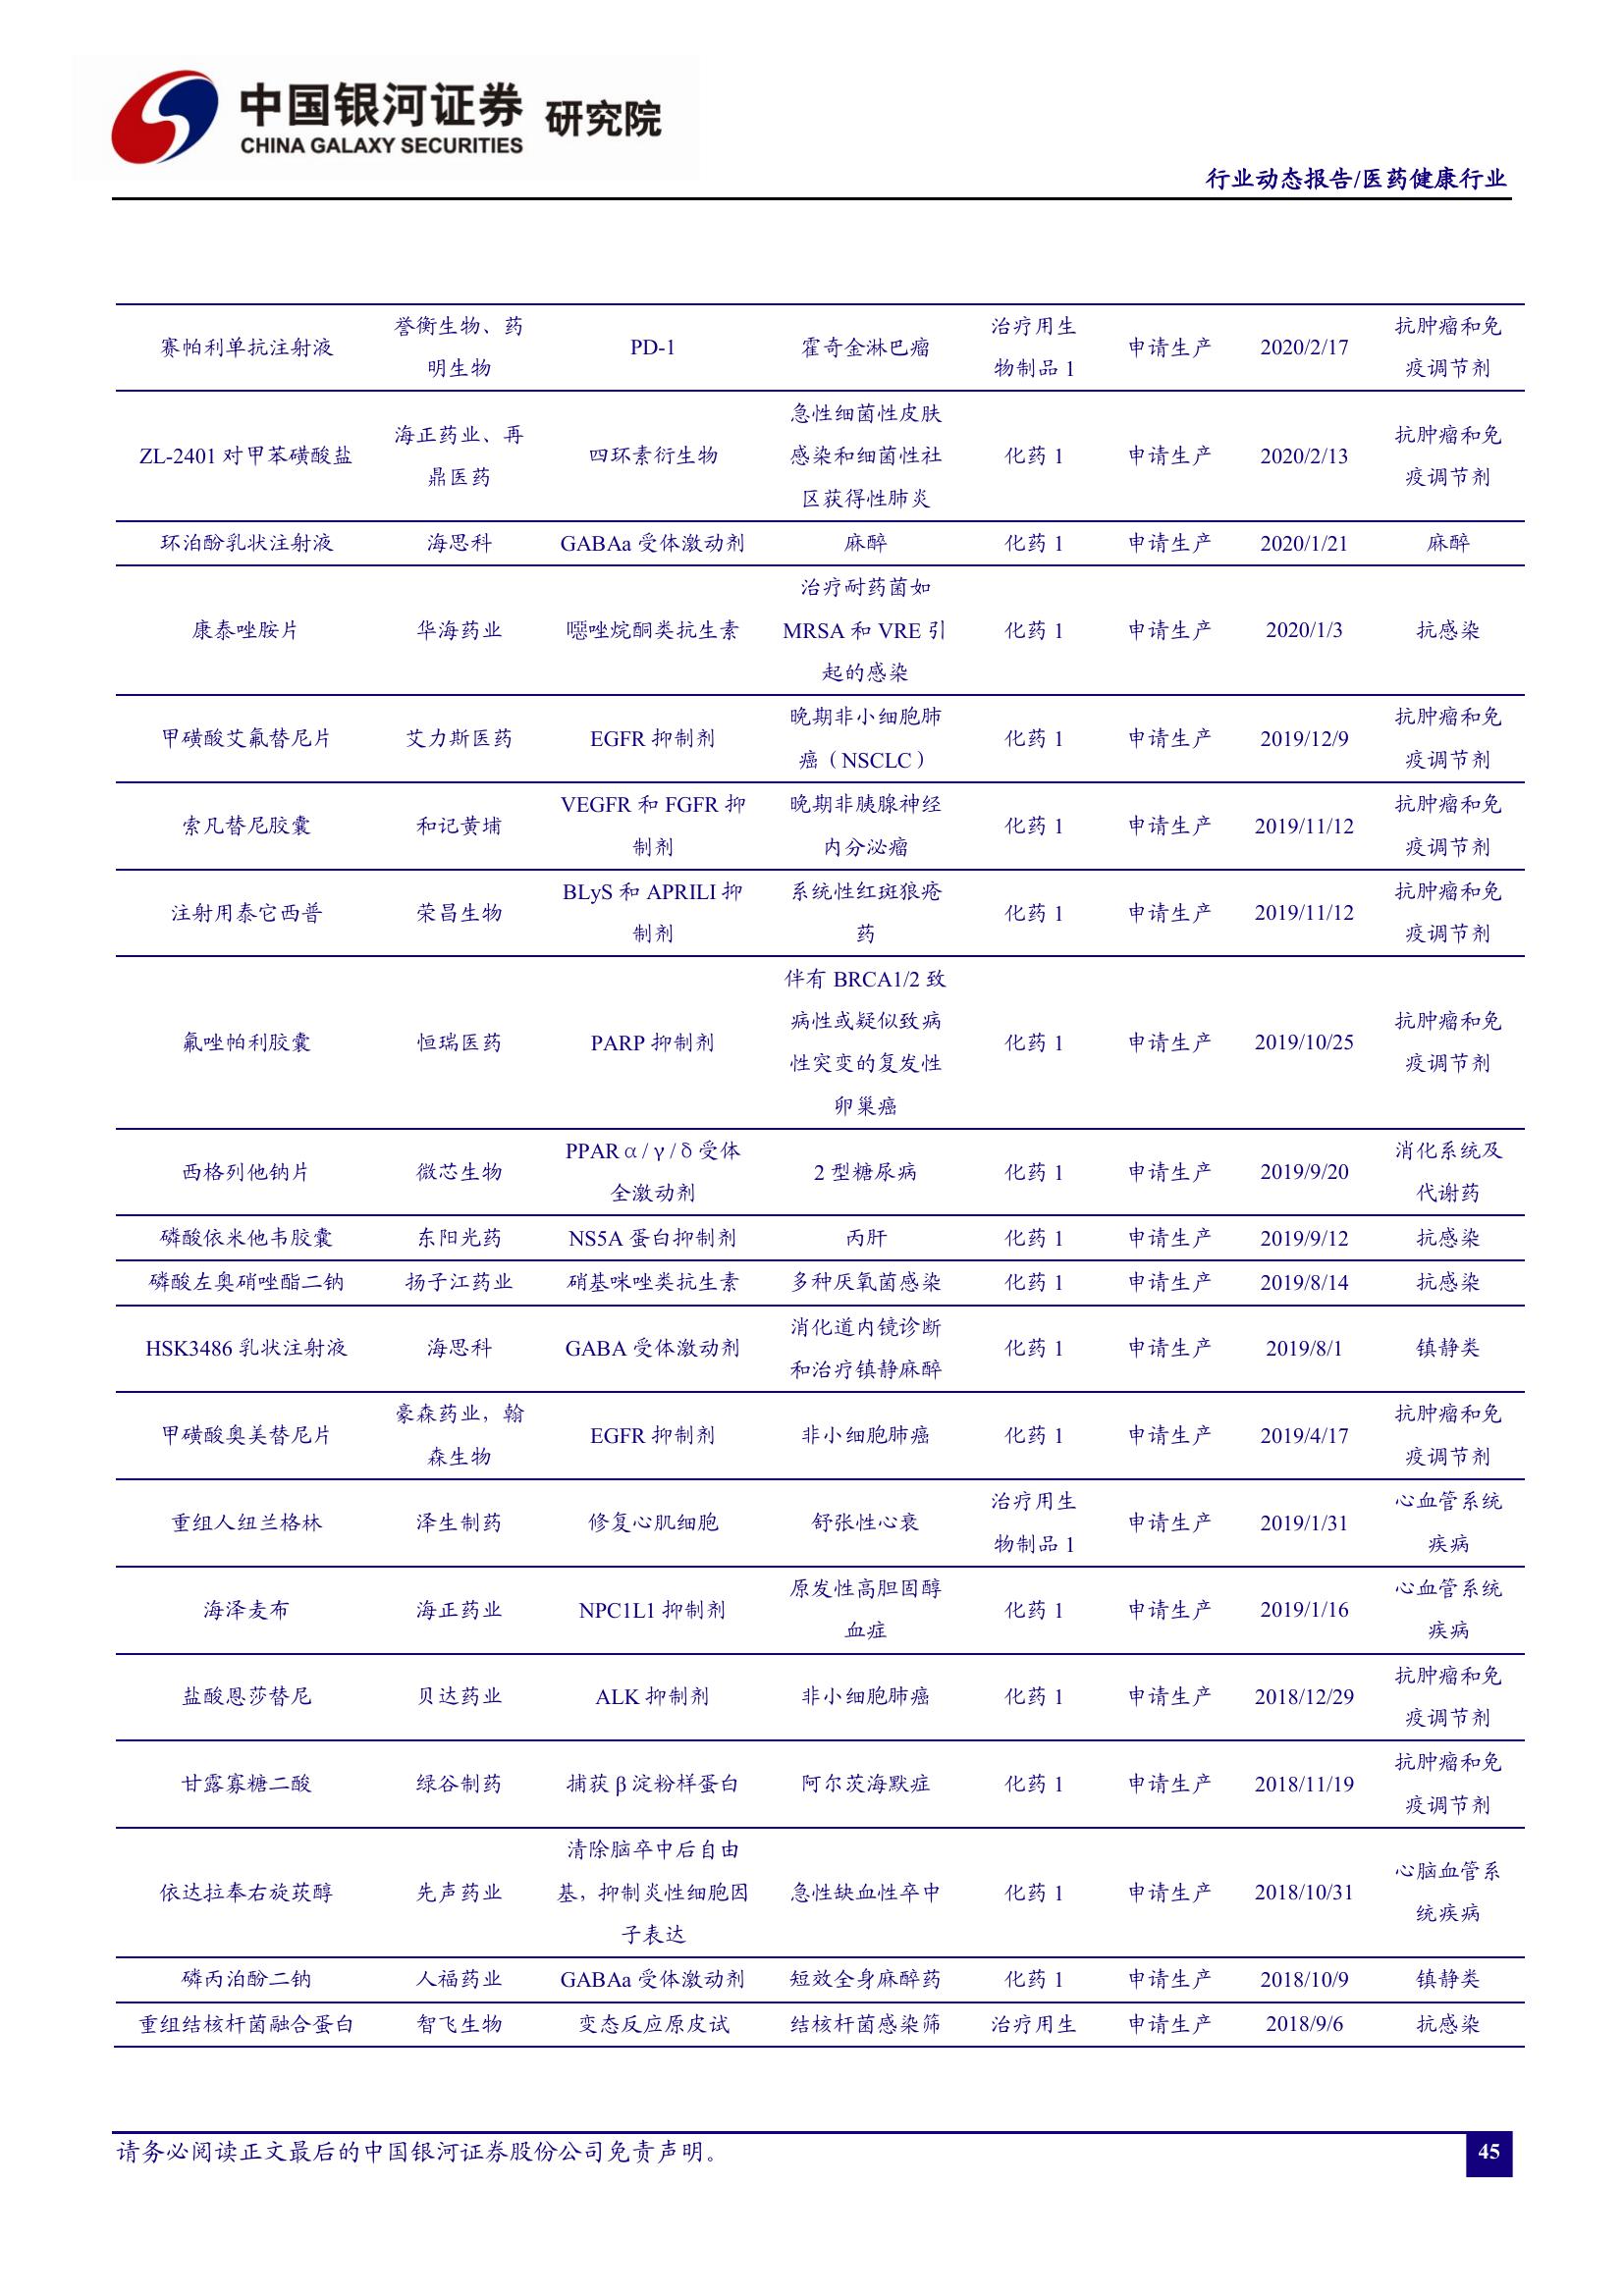 中国银河证券 研究院
CHINA GALAXY SECURITIES
行业动态报告/医药健康行业
赛帕利单抗注射液 誉衡生物、药明生物 PD-1 霍奇金淋巴瘤 治疗用生物制品 1 申请生产 2020/2/17 抗肿瘤和免疫调节剂
ZL-2401 对甲苯磺酸盐 海正药业、再鼎医药 四环素衍生物 急性细菌性皮肤感染和细菌性社区获得性肺炎 化药 1 申请生产 2020/2/13 抗肿瘤和免疫调节剂
环泊酚乳状注射液 海思科 GABAa 受体激动剂 麻醉 化药 1 申请生产 2020/1/21 麻醉
康泰唑胺片 华海药业 噁唑烷酮类抗生素 治疗耐药菌如 MRSA 和 VRE 引起的感染 化药 1 申请生产 2020/1/3 抗感染
甲磺酸艾氟替尼片 艾力斯医药 EGFR 抑制剂 晚期非小细胞肺癌（NSCLC） 化药 1 申请生产 2019/12/9 抗肿瘤和免疫调节剂
索凡替尼胶囊 和记黄埔 VEGFR 和 FGFR 抑制剂 晚期非胰腺神经内分泌瘤 化药 1 申请生产 2019/11/12 抗肿瘤和免疫调节剂
注射用泰它西普 荣昌生物 BLyS 和 APRILI 抑制剂 系统性红斑狼疮药 化药 1 申请生产 2019/11/12 抗肿瘤和免疫调节剂
氟唑帕利胶囊 恒瑞医药 PARP 抑制剂 伴有 BRCA1/2 致病性或疑似致病性突变的复发性卵巢癌 化药 1 申请生产 2019/10/25 抗肿瘤和免疫调节剂
西格列他钠片 微芯生物 PPARα/γ/δ受体全激动剂 2 型糖尿病 化药 1 申请生产 2019/9/20 消化系统及代谢药
磷酸依米他韦胶囊 东阳光药 NS5A 蛋白抑制剂 丙肝 化药 1 申请生产 2019/9/12 抗感染
磷酸左奥硝唑酯二钠 扬子江药业 硝基咪唑类抗生素 多种厌氧菌感染 化药 1 申请生产 2019/8/14 抗感染
HSK3486 乳状注射液 海思科 GABA 受体激动剂 消化道内镜诊断和治疗镇静麻醉 化药 1 申请生产 2019/8/1 镇静类
甲磺酸奥美替尼片 豪森药业，翰森生物 EGFR 抑制剂 非小细胞肺癌 化药 1 申请生产 2019/4/17 抗肿瘤和免疫调节剂
重组人纽兰格林 泽生制药 修复心肌细胞 舒张性心衰 治疗用生物制品 1 申请生产 2019/1/31 心血管系统疾病
海泽麦布 海正药业 NPC1L1 抑制剂 原发性高胆固醇血症 化药 1 申请生产 2019/1/16 心血管系统疾病
盐酸恩莎替尼 贝达药业 ALK 抑制剂 非小细胞肺癌 化药 1 申请生产 2018/12/29 抗肿瘤和免疫调节剂
甘露寡糖二酸 绿谷制药 捕获 β 淀粉样蛋白 阿尔茨海默症 化药 1 申请生产 2018/11/19 抗肿瘤和免疫调节剂
依达拉奉右旋莰醇 先声药业 清除脑卒中后自由基，抑制炎性细胞因子表达 急性缺血性卒中 化药 1 申请生产 2018/10/31 心脑血管系统疾病
磷丙泊酚二钠 人福药业 GABAa 受体激动剂 短效全身麻醉药 化药 1 申请生产 2018/10/9 镇静类
重组结核杆菌融合蛋白 智飞生物 变态反应原皮试 结核杆菌感染筛 治疗用生 申请生产 2018/9/6 抗感染
请务必阅读正文最后的中国银河证券股份公司免责声明。
45